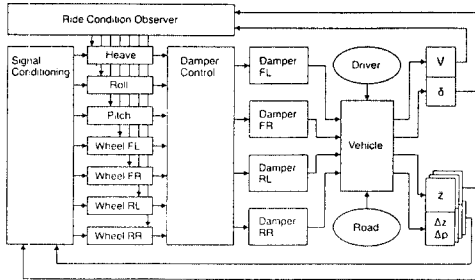 Ride Condition Observer
Signal
Conditioning
Heave
Roll
Pitch
Wheel FL
Wheel FR
Wheel RL
Wheel RR
Damper
Control
Damper
FL
Damper
FR
Damper
RL
Damper
RR
Driver
Vehicle
Road
V
δ
z̈
Δz
Δp